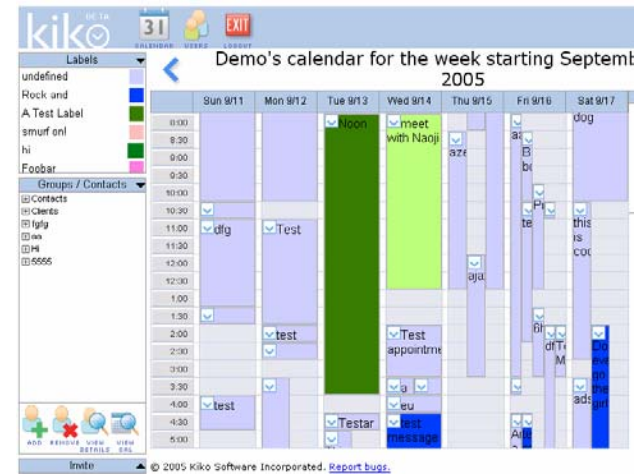 kiko BETA
31
EXIT
CALENDAR USERS LOGOUT
Demo's calendar for the week starting Septemb
2005
Labels
undefined
Rock and
A Test Label
smurf onl
hi
Foobar
Groups / Contacts
Contacts
Clients
fgfg
Hi
5555
ADD REMOVE VIEW DETAILS VIEW CAL
Invite
Sun 9/11 Mon 9/12 Tue 9/13 Wed 9/14 Thu 9/15 Fri 9/16 Sat 9/17
8:00 Noon meet dog
8:30 with Naoji aze
9:00
9:30
10:00
10:30
11:00 dfg Test te this
11:30 is
12:00
12:30 aja
1:00
1:30
2:00 test Test
2:30 appointme
3:00
3:30 a ads
4:00 test eu
4:30 Testar test
5:00 message
© 2005 Kiko Software Incorporated. Report bugs.